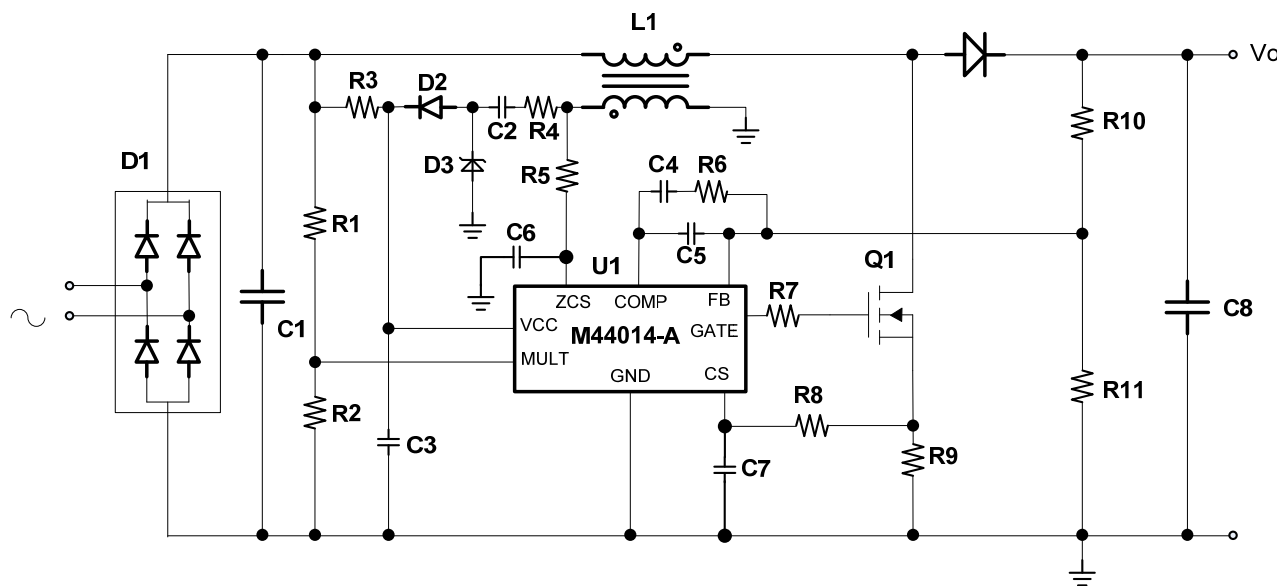 L1
Vo
R3
D2
C2
R4
R10
D1
D3
R5
C4
R6
R1
C6
C5
U1
Q1
ZCS
COMP
FB
R7
C1
VCC
M44014-A
GATE
C8
MULT
GND
CS
R8
R11
R2
C3
C7
R9